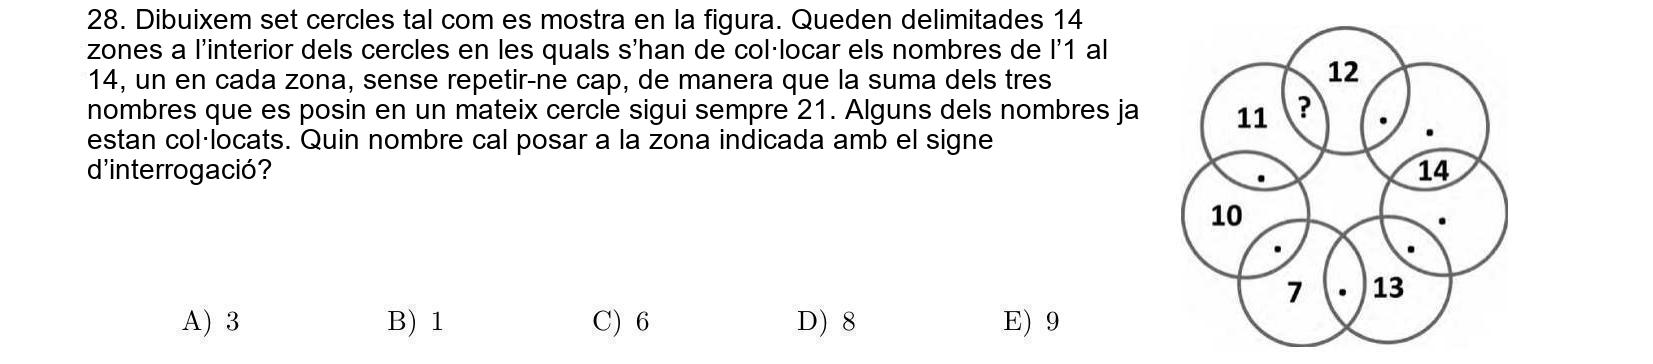 28. Dibuixem set cercles tal com es mostra en la figura. Queden delimitades 14
zones a l'interior dels cercles en les quals s'han de col·locar els nombres de l'1 al
14, un en cada zona, sense repetir-ne cap, de manera que la suma dels tres
nombres que es posin en un mateix cercle sigui sempre 21. Alguns dels nombres ja
estan col·locats. Quin nombre cal posar a la zona indicada amb el signe
d'interrogació?
A) 3 B) 1 C) 6 D) 8 E) 9
12
11 ?
14
10
7 13